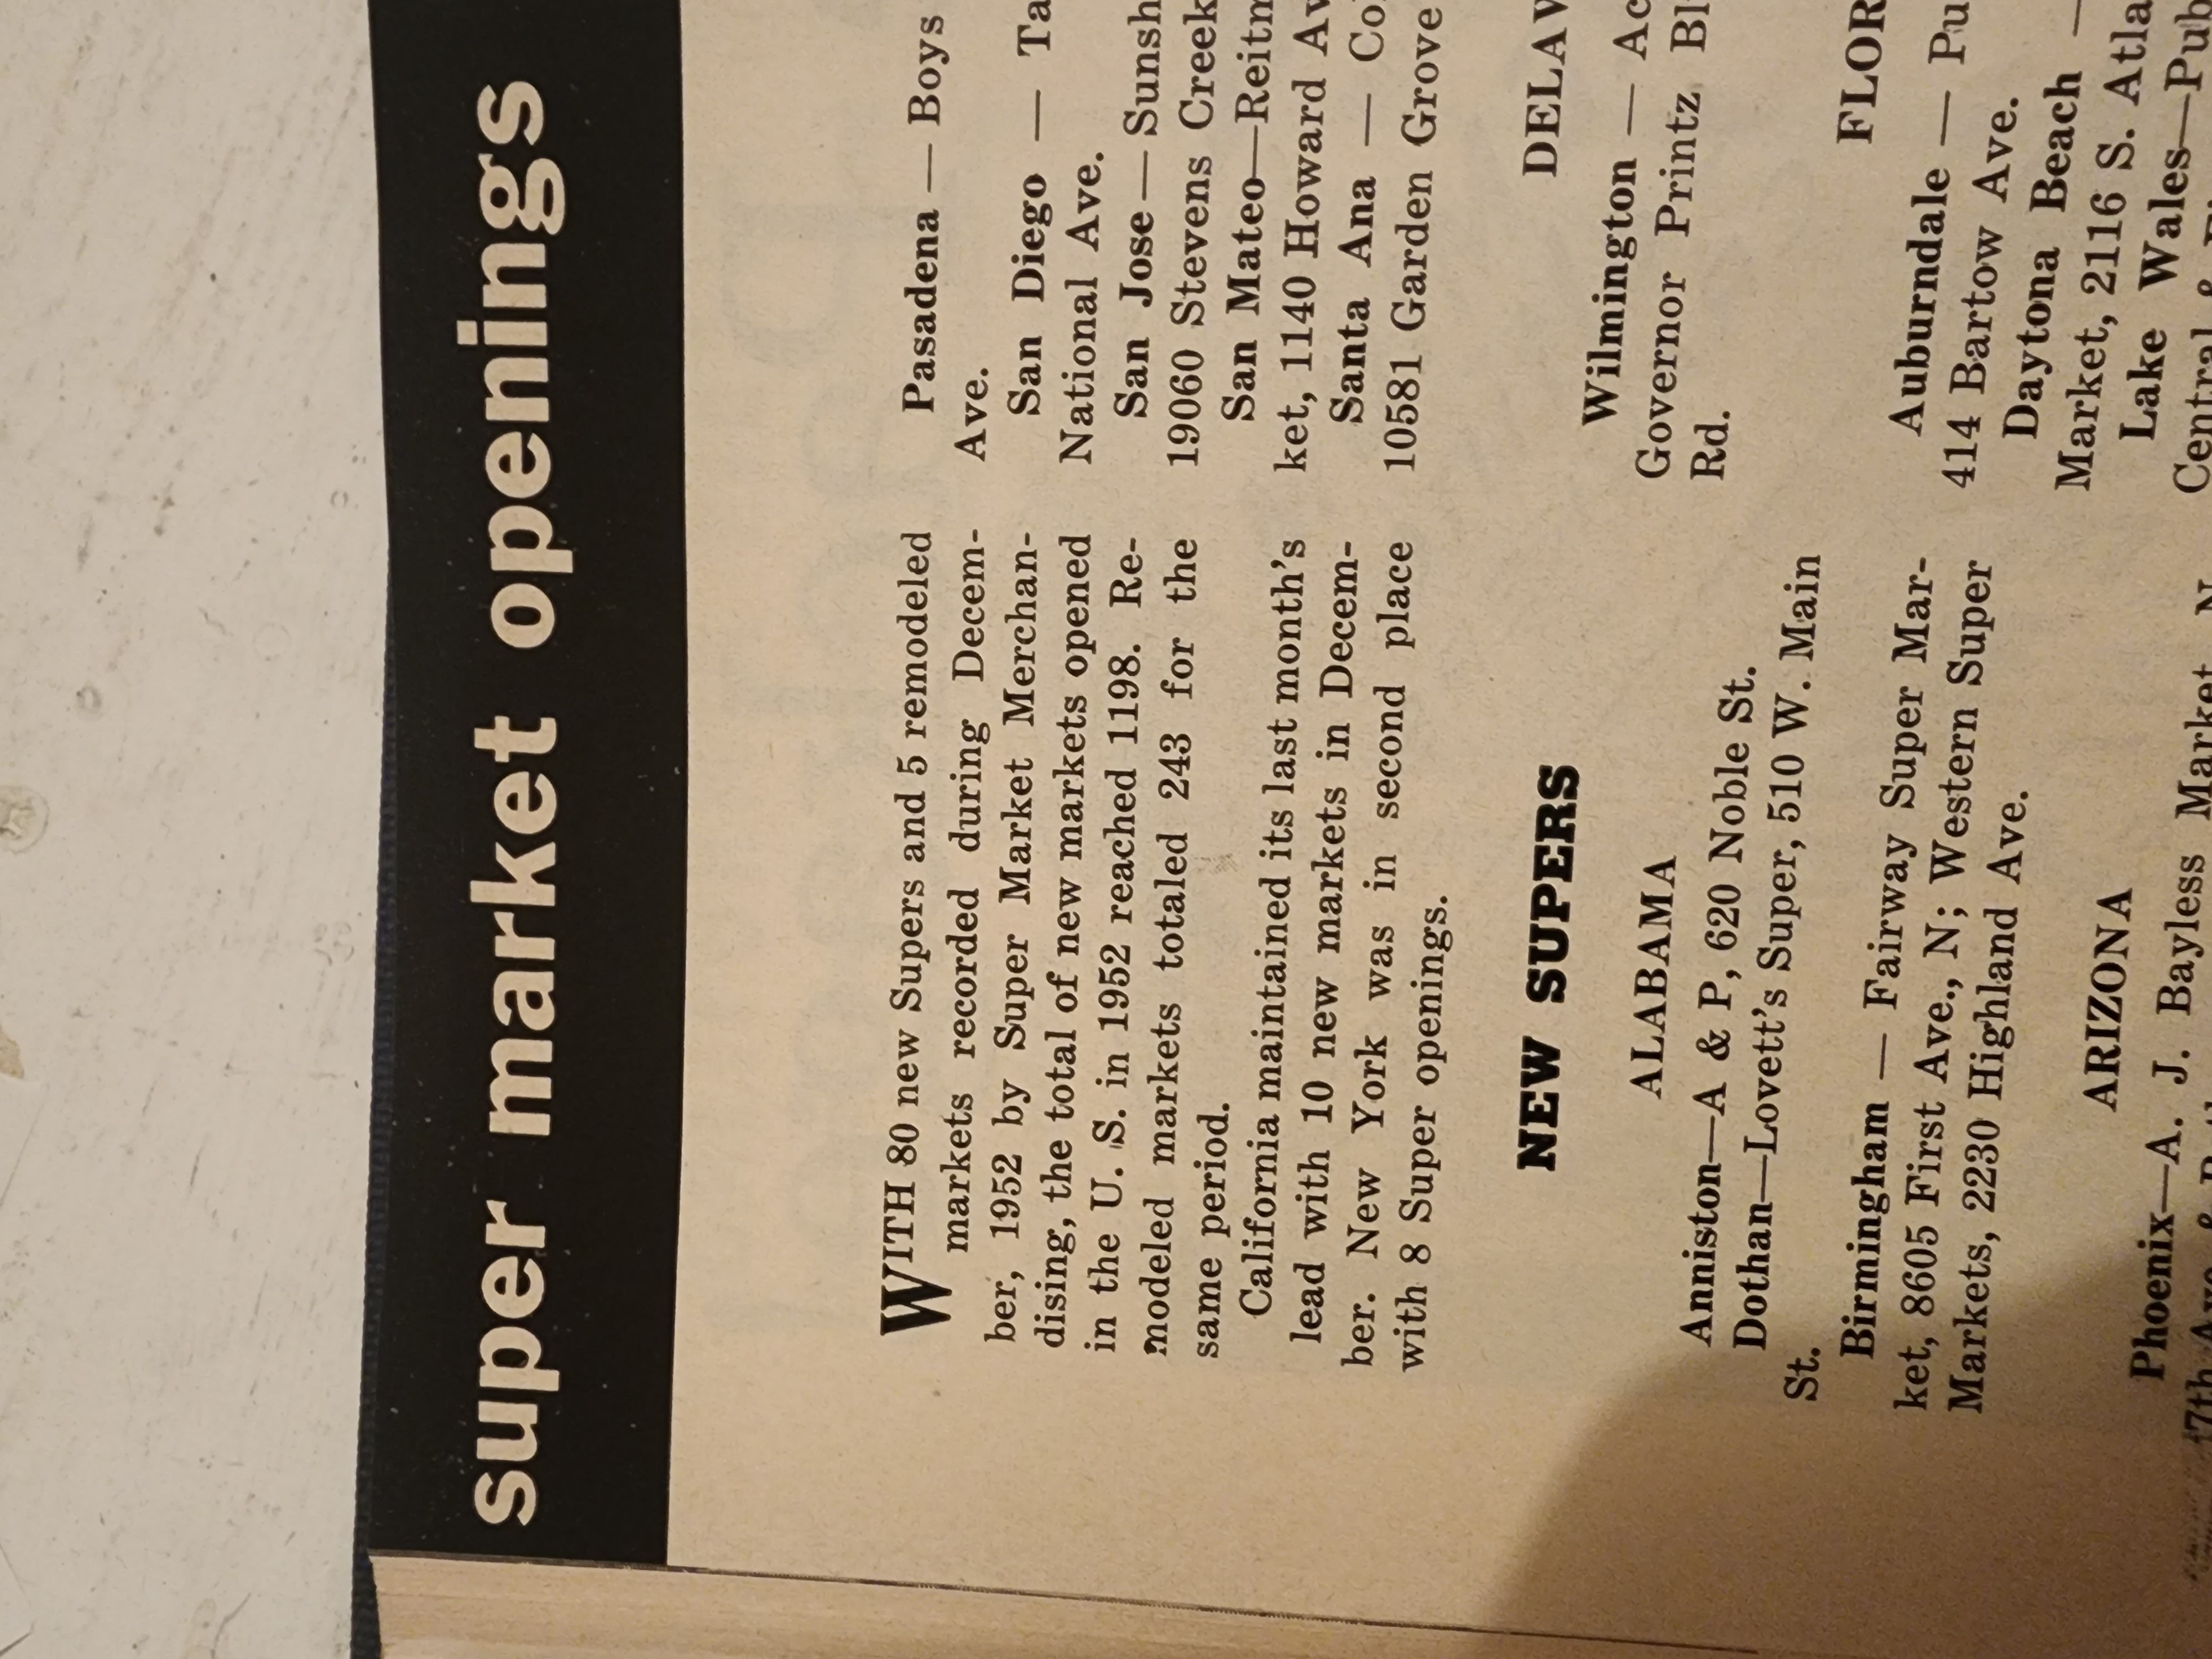 super market openings
WITH 80 new Supers and 5 remodeled
markets recorded during Decem-
ber, 1952 by Super Market Merchan-
dising, the total of new markets opened
in the U. S. in 1952 reached 1198. Re-
modeled markets totaled 243 for the
same period.
California maintained its last month's
lead with 10 new markets in Decem-
ber. New York was in second place
with 8 Super openings.
NEW SUPERS
ALABAMA
Anniston—A & P, 620 Noble St.
Dothan—Lovett's Super, 510 W. Main
St.
Birmingham — Fairway Super Mar-
ket, 8605 First Ave., N; Western Super
Markets, 2230 Highland Ave.
ARIZONA
Phoenix—A. J. Bayless Market, N.
17th Ave &
Pasadena — Boys
Ave.
San Diego — Ta
National Ave.
San Jose—Sunsh
19060 Stevens Creek
San Mateo—Reitm
ket, 1140 Howard Av
Santa Ana — Co
10581 Garden Grove
DELAW
Wilmington — Ac
Governor Printz Bl
Rd.
FLOR
Auburndale — Pu
414 Bartow Ave.
Daytona Beach —
Market, 2116 S. Atla
Lake Wales—Pub
Central &